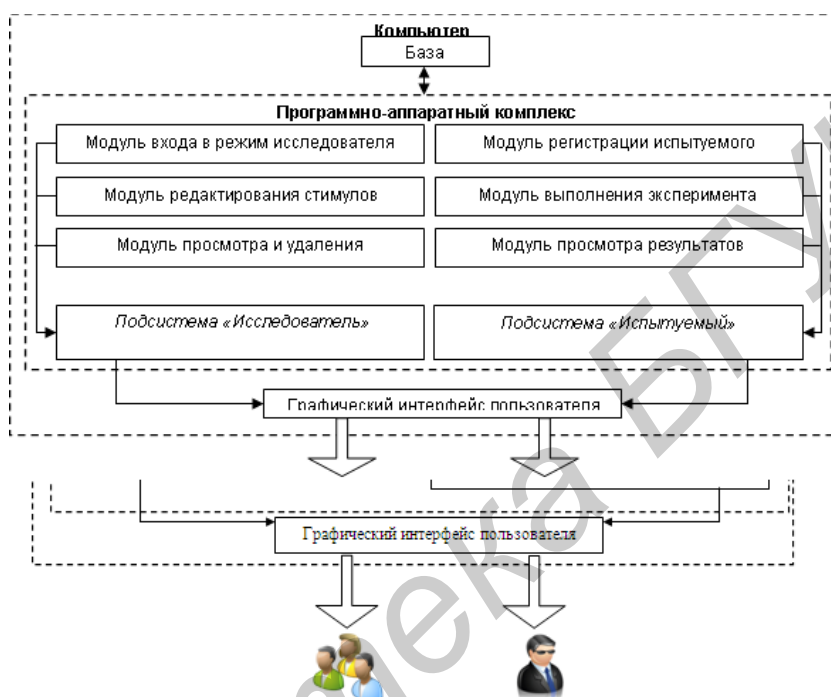 Компьютер
База
Программно-аппаратный комплекс
Модуль входа в режим исследователя
Модуль регистрации испытуемого
Модуль редактирования стимулов
Модуль выполнения эксперимента
Модуль просмотра и удаления
Модуль просмотра результатов
Подсистема «Исследователь»
Подсистема «Испытуемый»
Графический интерфейс пользователя
Графический интерфейс пользователя